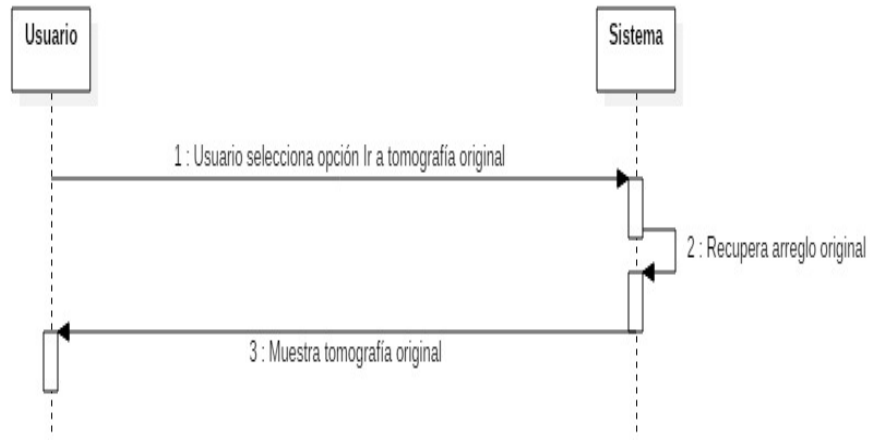 Usuario
Sistema
1 : Usuario selecciona opción Ir a tomografía original
2 : Recupera arreglo original
3 : Muestra tomografía original